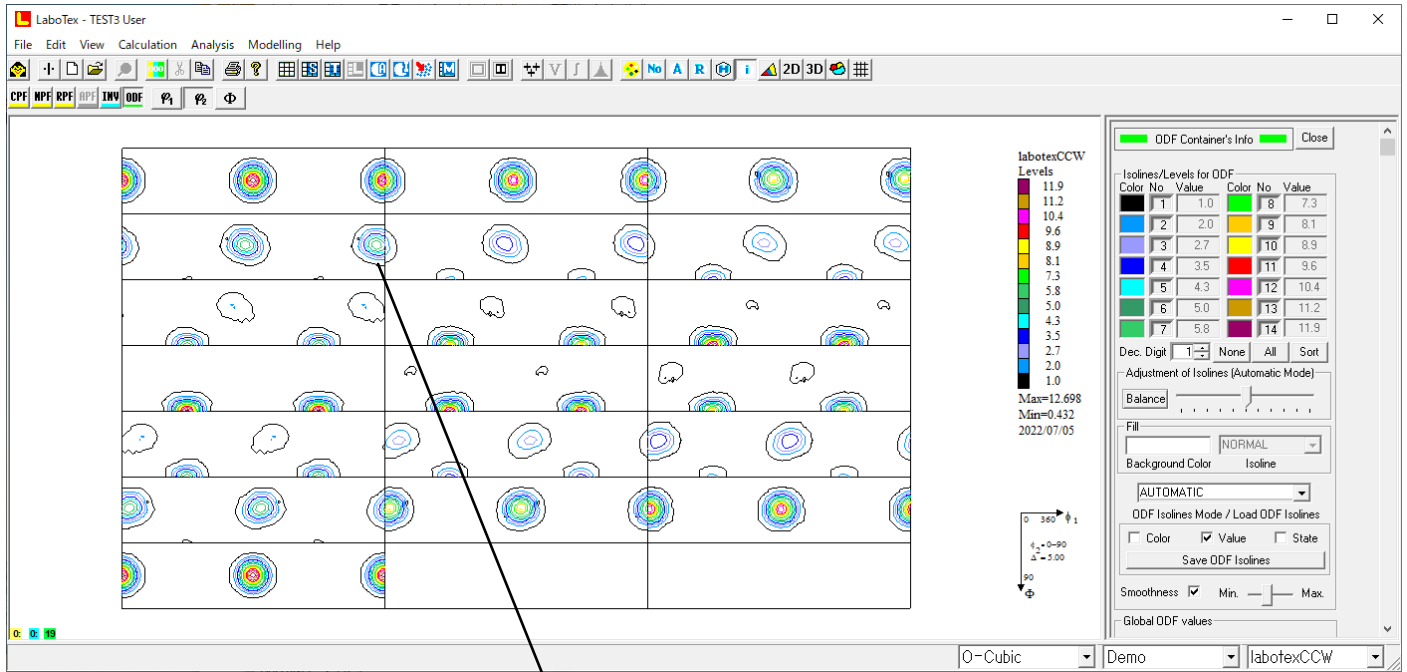 LaboTex - TEST3 User
File Edit View Calculation Analysis Modelling Help
No A R H i 2D 3D
CPF NPF RPF APF INV ODF φ1 φ2 Φ
labotexCCW
Levels
11.9
11.2
10.4
9.6
8.9
8.1
7.3
5.8
5.0
4.3
3.5
2.7
2.0
1.0
Max=12.698
Min=0.432
2022/07/05
0 360 ϕ1
ϕ2=0-90
Δ=5.00
90
Φ
ODF Container's Info Close
Isolines/Levels for ODF
Color No Value Color No Value
1 1.0 8 7.3
2 2.0 9 8.1
3 2.7 10 8.9
4 3.5 11 9.6
5 4.3 12 10.4
6 5.0 13 11.2
7 5.8 14 11.9
Dec. Digit 1 None All Sort
Adjustment of Isolines (Automatic Mode)
Balance
Fill
NORMAL
Background Color Isoline
AUTOMATIC
ODF Isolines Mode / Load ODF Isolines
Color Value State
Save ODF Isolines
Smoothness Min. Max.
Global ODF values
0: 0: 19
O-Cubic Demo labotexCCW